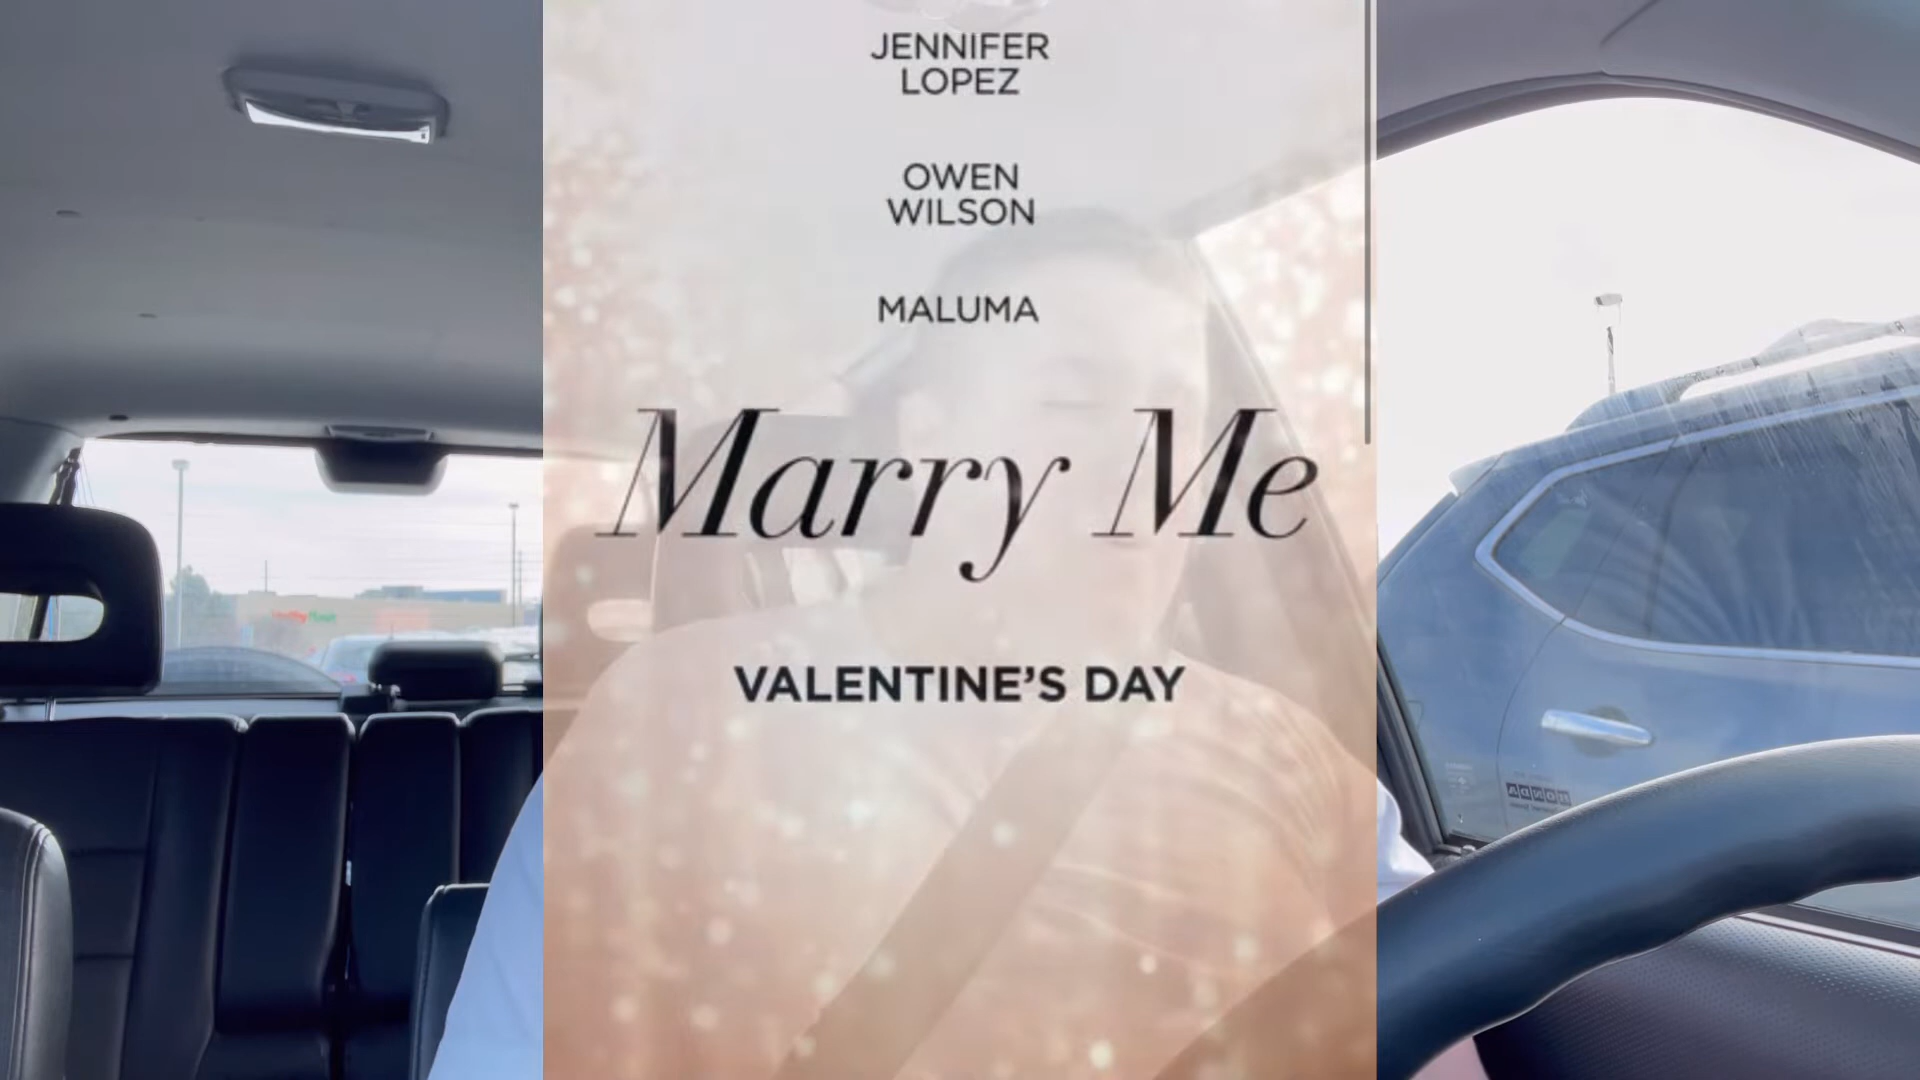 JENNIFER
LOPEZ
OWEN
WILSON
MALUMA
Marry Me
VALENTINE'S DAY